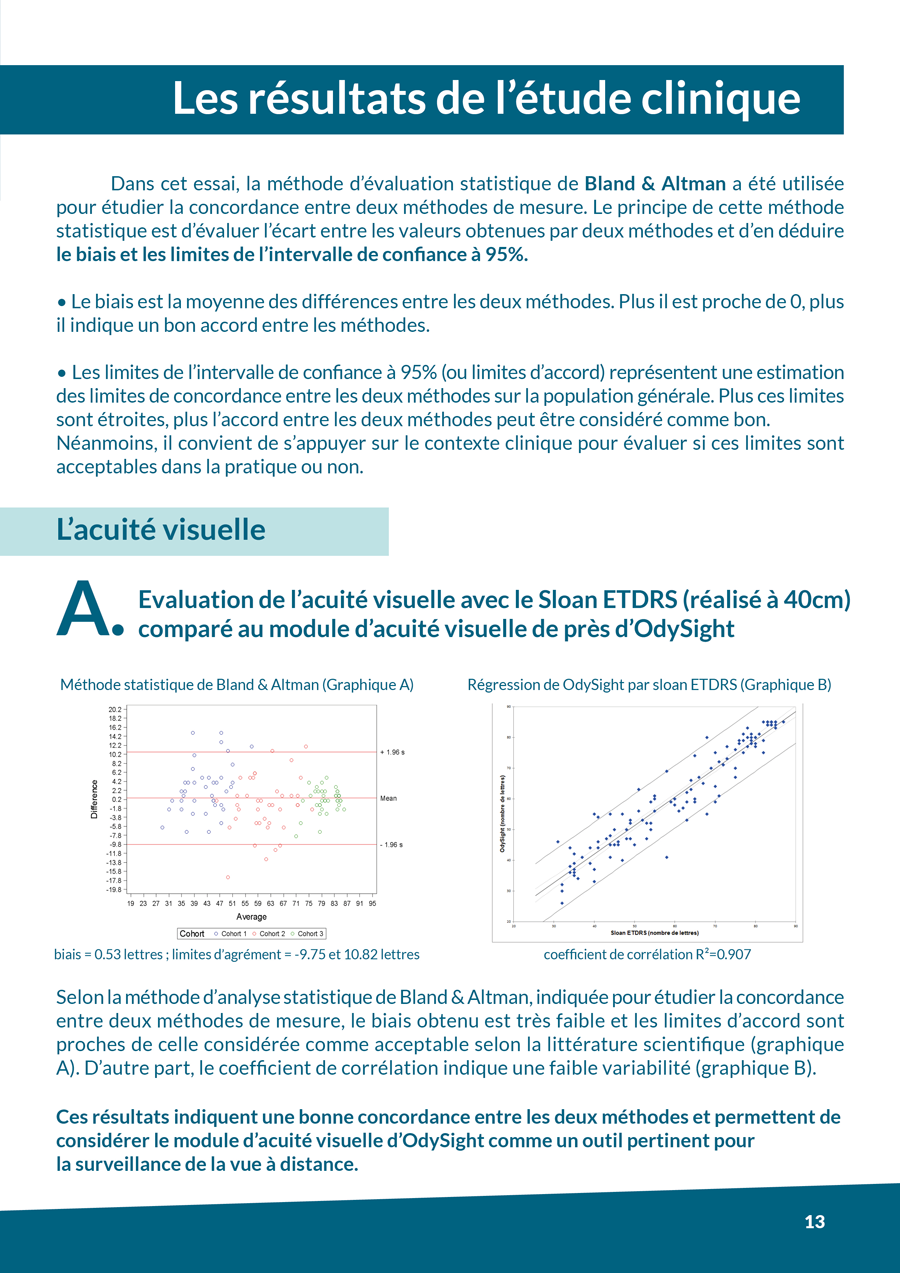 Les résultats de l’étude clinique
Dans cet essai, la méthode d’évaluation statistique de Bland & Altman a été utilisée
pour étudier la concordance entre deux méthodes de mesure. Le principe de cette méthode
statistique est d’évaluer l’écart entre les valeurs obtenues par deux méthodes et d’en déduire
le biais et les limites de l’intervalle de confiance à 95%.
• Le biais est la moyenne des différences entre les deux méthodes. Plus il est proche de 0, plus
il indique un bon accord entre les méthodes.
• Les limites de l’intervalle de confiance à 95% (ou limites d’accord) représentent une estimation
des limites de concordance entre les deux méthodes sur la population générale. Plus ces limites
sont étroites, plus l’accord entre les deux méthodes peut être considéré comme bon.
Néanmoins, il convient de s’appuyer sur le contexte clinique pour évaluer si ces limites sont
acceptables dans la pratique ou non.
L’acuité visuelle
A. Evaluation de l’acuité visuelle avec le Sloan ETDRS (réalisé à 40cm)
comparé au module d’acuité visuelle de près d’OdySight
Méthode statistique de Bland & Altman (Graphique A)
20.2
18.2
16.2
14.2
12.2
10.2
8.2
6.2
4.2
2.2
0.2
-1.8
-3.8
-5.8
-7.8
-9.8
-11.8
-13.8
-15.8
-17.8
-19.8
Difference
+ 1.96 s
Mean
- 1.96 s
19 23 27 31 35 39 43 47 51 55 59 63 67 71 75 79 83 87 91 95
Average
Cohort Cohort 1 Cohort 2 Cohort 3
biais = 0.53 lettres ; limites d’agrément = -9.75 et 10.82 lettres
Régression de OdySight par sloan ETDRS (Graphique B)
90
80
70
60
50
40
30
20
OdySight (nombre de lettres)
20 30 40 50 60 70 80 90
Sloan ETDRS (nombre de lettres)
coefficient de corrélation R²=0.907
Selon la méthode d’analyse statistique de Bland & Altman, indiquée pour étudier la concordance
entre deux méthodes de mesure, le biais obtenu est très faible et les limites d’accord sont
proches de celle considérée comme acceptable selon la littérature scientifique (graphique
A). D’autre part, le coefficient de corrélation indique une faible variabilité (graphique B).
Ces résultats indiquent une bonne concordance entre les deux méthodes et permettent de
considérer le module d’acuité visuelle d’OdySight comme un outil pertinent pour
la surveillance de la vue à distance.
13